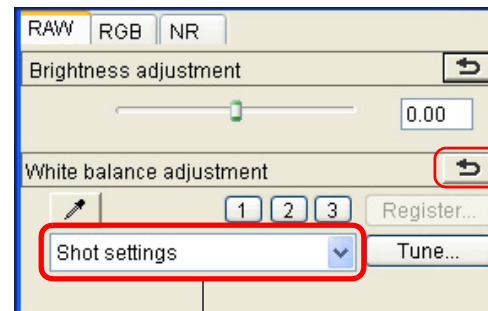 RAW RGB NR
Brightness adjustment
0.00
White balance adjustment
1 2 3 Register...
Shot settings Tune...